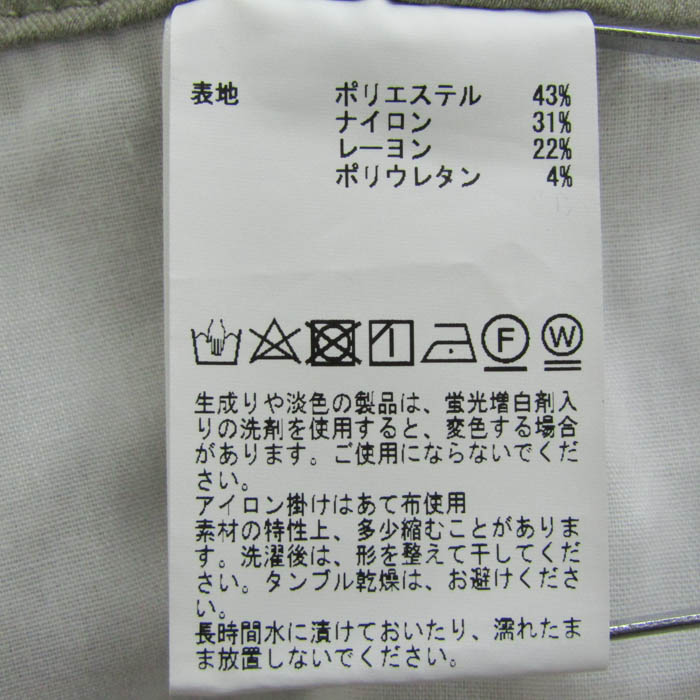 表地 ポリエステル 43%
ナイロン 31%
レーヨン 22%
ポリウレタン 4%
F W
生成りや淡色の製品は、蛍光増白剤入
りの洗剤を使用すると、変色する場合
があります。ご使用にならないでくだ
さい。
アイロン掛けはあて布使用
素材の特性上、多少縮むことがありま
す。洗濯後は、形を整えて干してくだ
さい。タンブル乾燥は、お避けくださ
い。
長時間水に漬けておいたり、濡れたま
ま放置しないでください。